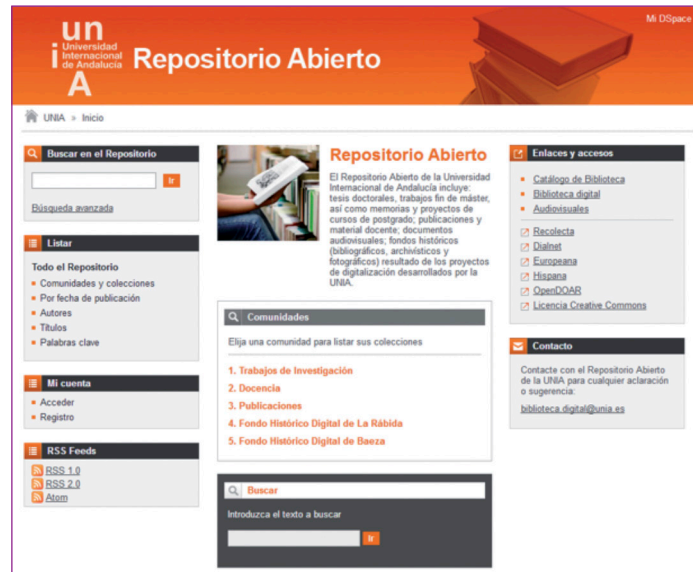 Mi DSpace
un
i Universidad
Internacional
de Andalucía
A
Repositorio Abierto
UNIA » Inicio
Buscar en el Repositorio
Ir
Búsqueda avanzada
Listar
Todo el Repositorio
Comunidades y colecciones
Por fecha de publicación
Autores
Títulos
Palabras clave
Mi cuenta
Acceder
Registro
RSS Feeds
RSS 1.0
RSS 2.0
Atom
Repositorio Abierto
El Repositorio Abierto de la Universidad
Internacional de Andalucía incluye:
tesis doctorales, trabajos fin de máster,
así como memorias y proyectos de
cursos de postgrado; publicaciones y
material docente; documentos
audiovisuales; fondos históricos
(bibliográficos, archivísticos y
fotográficos) resultado de los proyectos
de digitalización desarrollados por la
UNIA.
Comunidades
Elija una comunidad para listar sus colecciones
1. Trabajos de Investigación
2. Docencia
3. Publicaciones
4. Fondo Histórico Digital de La Rábida
5. Fondo Histórico Digital de Baeza
Buscar
Introduzca el texto a buscar
Ir
Enlaces y accesos
Catálogo de Biblioteca
Biblioteca digital
Audiovisuales
Recolecta
Dialnet
Europeana
Hispana
OpenDOAR
Licencia Creative Commons
Contacto
Contacte con el Repositorio Abierto
de la UNIA para cualquier aclaración
o sugerencia:
biblioteca.digital@unia.es